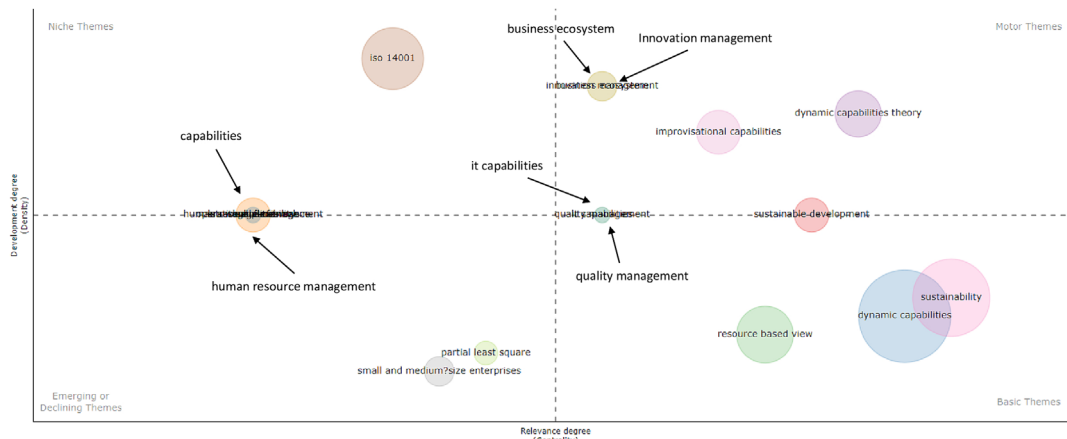 Niche Themes
Motor Themes
business ecosystem
Innovation management
iso 14001
dynamic capabilities theory
improvisational capabilities
capabilities
it capabilities
sustainable development
quality management
human resource management
sustainability
dynamic capabilities
resource based view
partial least square
small and medium?size enterprises
Emerging or
Declining Themes
Basic Themes
Development degree
(Density)
Relevance degree